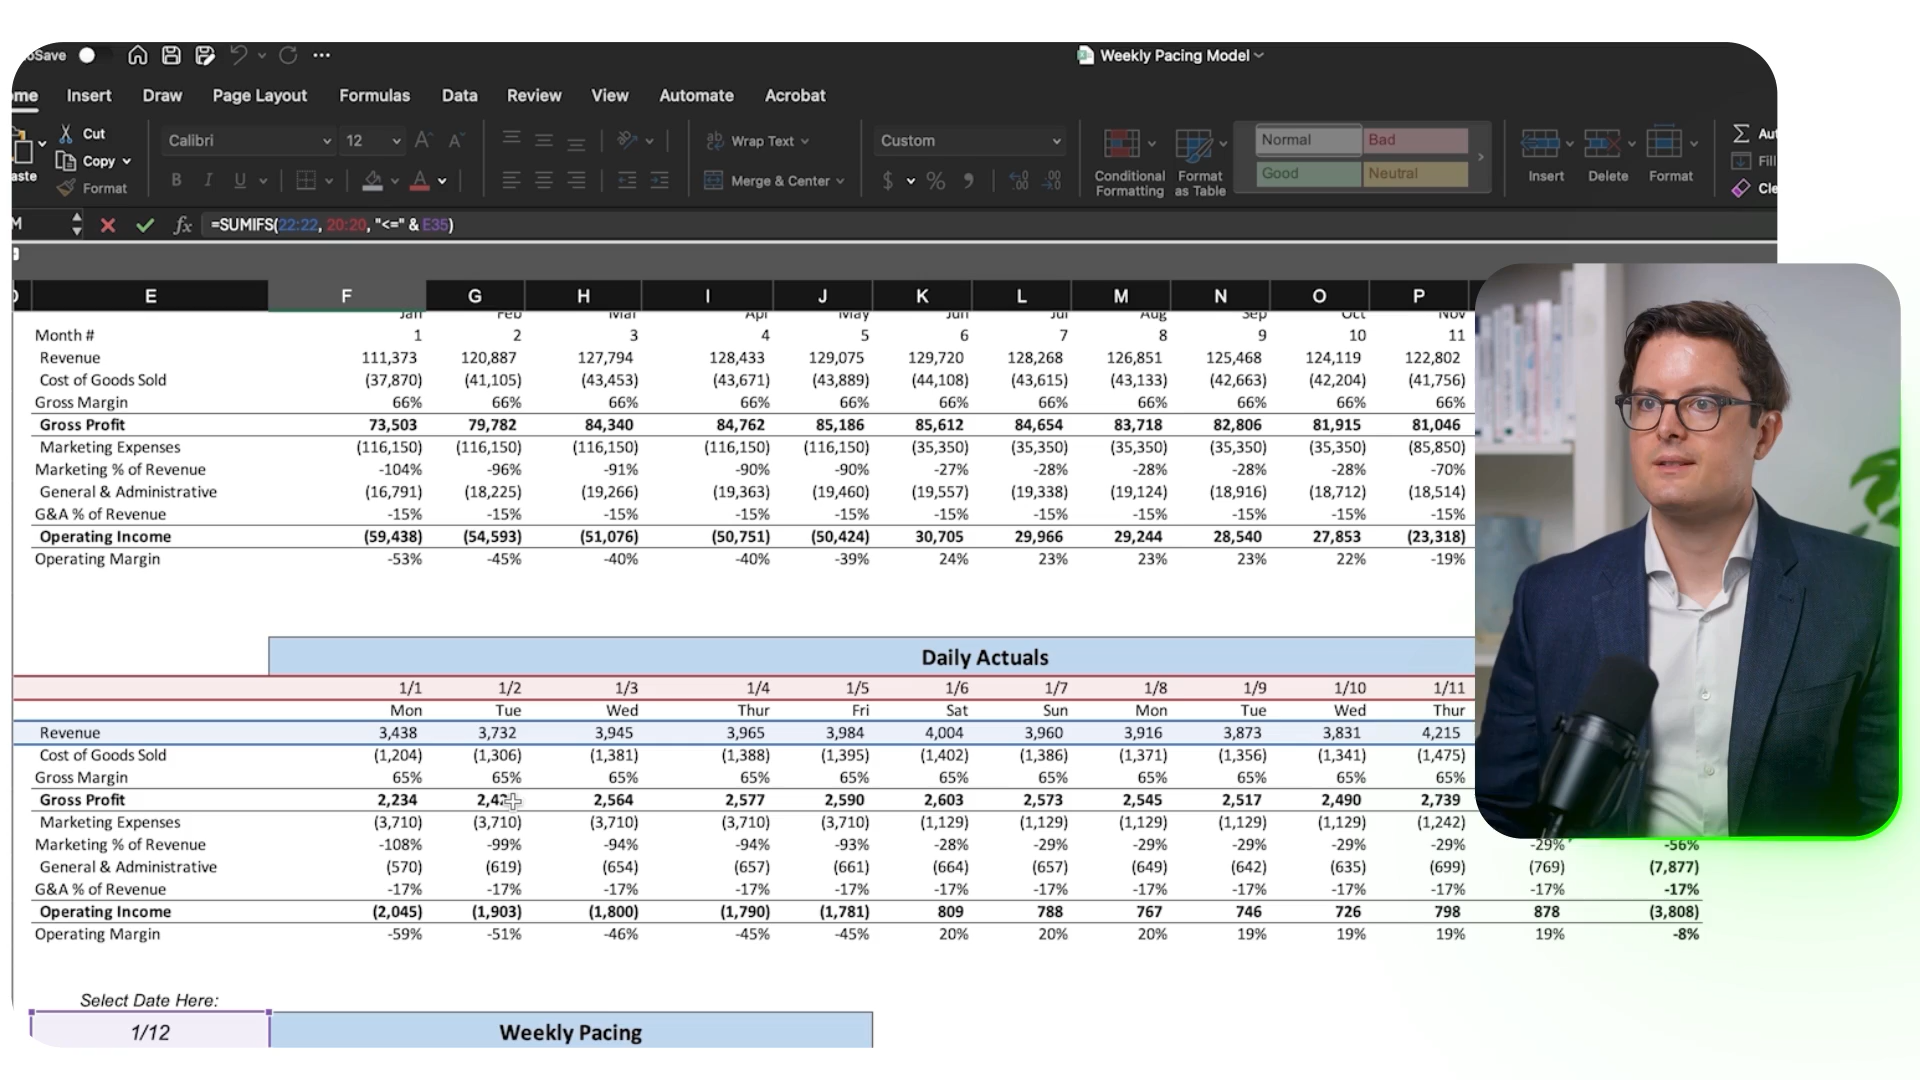 oSave
Weekly Pacing Model
me Insert Draw Page Layout Formulas Data Review View Automate Acrobat
Cut Calibri 12 Wrap Text Custom Normal Bad Aut
Copy Conditional Formatting Format as Table Insert Delete Format Fill
aste Format B I U Merge & Center $ % Good Neutral Cle
M fx =SUMIFS(22:22, 20:20, "<=" & E35)
E F G H I J K L M N O P
Jan Feb Mar Apr May Jun Jul Aug Sep Oct Nov
Month # 1 2 3 4 5 6 7 8 9 10 11
Revenue 111,373 120,887 127,794 128,433 129,075 129,720 128,268 126,851 125,468 124,119 122,802
Cost of Goods Sold (37,870) (41,105) (43,453) (43,671) (43,889) (44,108) (43,615) (43,133) (42,663) (42,204) (41,756)
Gross Margin 66% 66% 66% 66% 66% 66% 66% 66% 66% 66% 66%
Gross Profit 73,503 79,782 84,340 84,762 85,186 85,612 84,654 83,718 82,806 81,915 81,046
Marketing Expenses (116,150) (116,150) (116,150) (116,150) (116,150) (35,350) (35,350) (35,350) (35,350) (35,350) (85,850)
Marketing % of Revenue -104% -96% -91% -90% -90% -27% -28% -28% -28% -28% -70%
General & Administrative (16,791) (18,225) (19,266) (19,363) (19,460) (19,557) (19,338) (19,124) (18,916) (18,712) (18,514)
G&A % of Revenue -15% -15% -15% -15% -15% -15% -15% -15% -15% -15% -15%
Operating Income (59,438) (54,593) (51,076) (50,751) (50,424) 30,705 29,966 29,244 28,540 27,853 (23,318)
Operating Margin -53% -45% -40% -40% -39% 24% 23% 23% 23% 22% -19%
Daily Actuals
1/1 1/2 1/3 1/4 1/5 1/6 1/7 1/8 1/9 1/10 1/11
Mon Tue Wed Thur Fri Sat Sun Mon Tue Wed Thur
Revenue 3,438 3,732 3,945 3,965 3,984 4,004 3,960 3,916 3,873 3,831 4,215
Cost of Goods Sold (1,204) (1,306) (1,381) (1,388) (1,395) (1,402) (1,386) (1,371) (1,356) (1,341) (1,475)
Gross Margin 65% 65% 65% 65% 65% 65% 65% 65% 65% 65% 65%
Gross Profit 2,234 2,42 2,564 2,577 2,590 2,603 2,573 2,545 2,517 2,490 2,739
Marketing Expenses (3,710) (3,710) (3,710) (3,710) (3,710) (1,129) (1,129) (1,129) (1,129) (1,129) (1,242)
Marketing % of Revenue -108% -99% -94% -94% -93% -28% -29% -29% -29% -29% -29% -29% -56%
General & Administrative (570) (619) (654) (657) (661) (664) (657) (649) (642) (635) (699) (769) (7,877)
G&A % of Revenue -17% -17% -17% -17% -17% -17% -17% -17% -17% -17% -17% -17% -17%
Operating Income (2,045) (1,903) (1,800) (1,790) (1,781) 809 788 767 746 726 798 878 (3,808)
Operating Margin -59% -51% -46% -45% -45% 20% 20% 20% 19% 19% 19% 19% -8%
Select Date Here:
1/12 Weekly Pacing